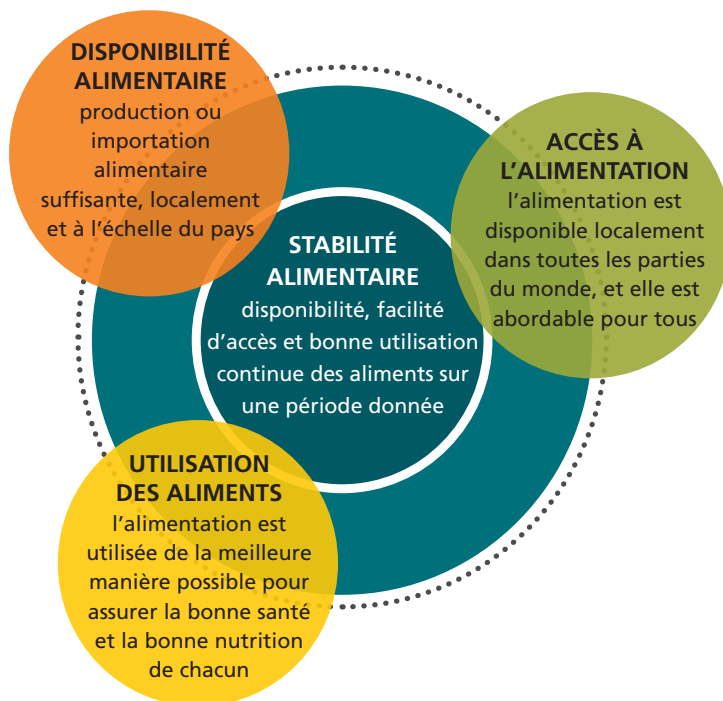 DISPONIBILITÉ
ALIMENTAIRE
production ou
importation
alimentaire
suffisante, localement
et à l’échelle du pays
ACCÈS À
L’ALIMENTATION
l’alimentation est
disponible localement
dans toutes les parties
du monde, et elle est
abordable pour tous
STABILITÉ
ALIMENTAIRE
disponibilité, facilité
d’accès et bonne utilisation
continue des aliments sur
une période donnée
UTILISATION
DES ALIMENTS
l’alimentation est
utilisée de la meilleure
manière possible pour
assurer la bonne santé
et la bonne nutrition
de chacun